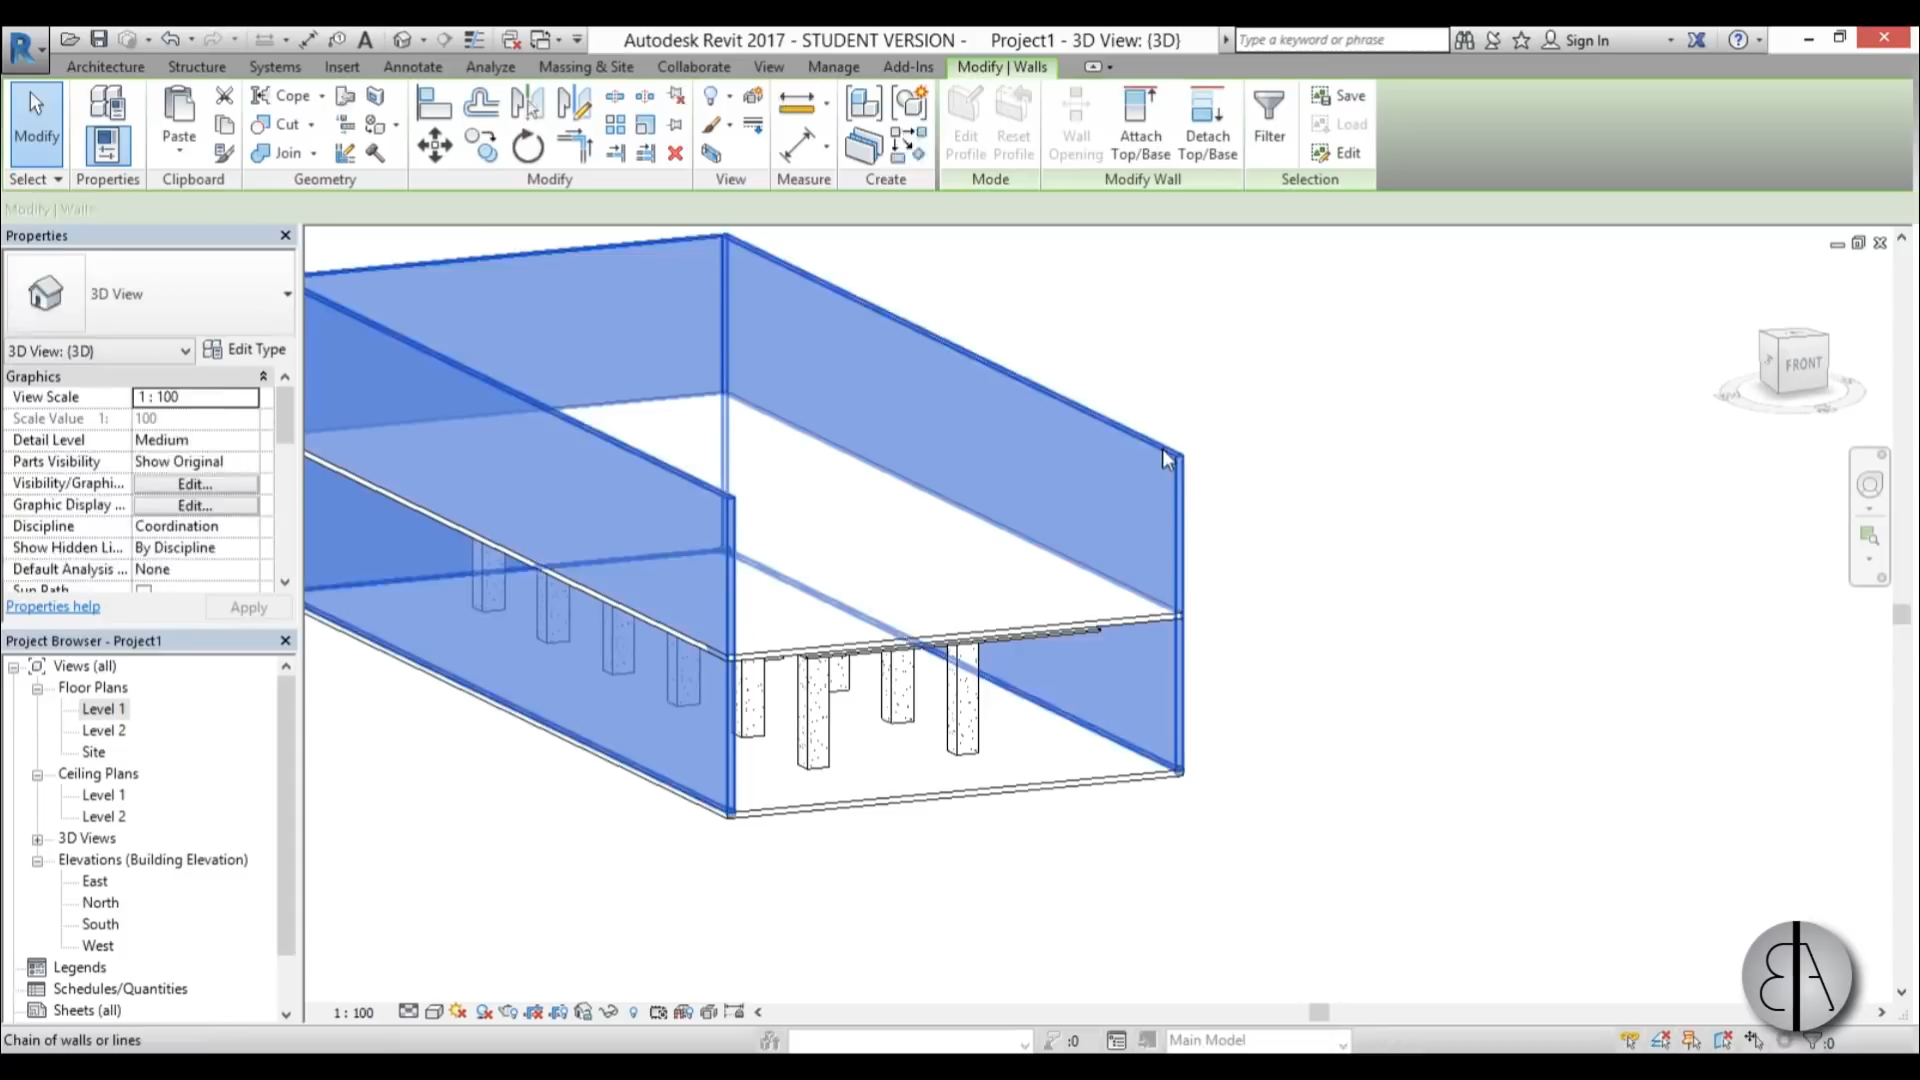 Autodesk Revit 2017 - STUDENT VERSION - Project1 - 3D View: {3D}
Type a keyword or phrase
Sign In
Architecture Structure Systems Insert Annotate Analyze Massing & Site Collaborate View Manage Add-Ins Modify | Walls
Modify
Paste
Cope
Cut
Join
Edit Profile
Reset Profile
Wall Opening
Attach Top/Base
Detach Top/Base
Filter
Save
Load
Edit
Select Properties Clipboard Geometry Modify View Measure Create Mode Modify Wall Selection
Modify | Walls
Properties
3D View
3D View: {3D}
Edit Type
Graphics
View Scale 1 : 100
Scale Value 1: 100
Detail Level Medium
Parts Visibility Show Original
Visibility/Graphi... Edit...
Graphic Display ... Edit...
Discipline Coordination
Show Hidden Li... By Discipline
Default Analysis ... None
Sun Path
Properties help
Apply
Project Browser - Project1
Views (all)
Floor Plans
Level 1
Level 2
Site
Ceiling Plans
Level 1
Level 2
3D Views
Elevations (Building Elevation)
East
North
South
West
Legends
Schedules/Quantities
Sheets (all)
FRONT
1 : 100
Chain of walls or lines
:0
Main Model
:0
BA